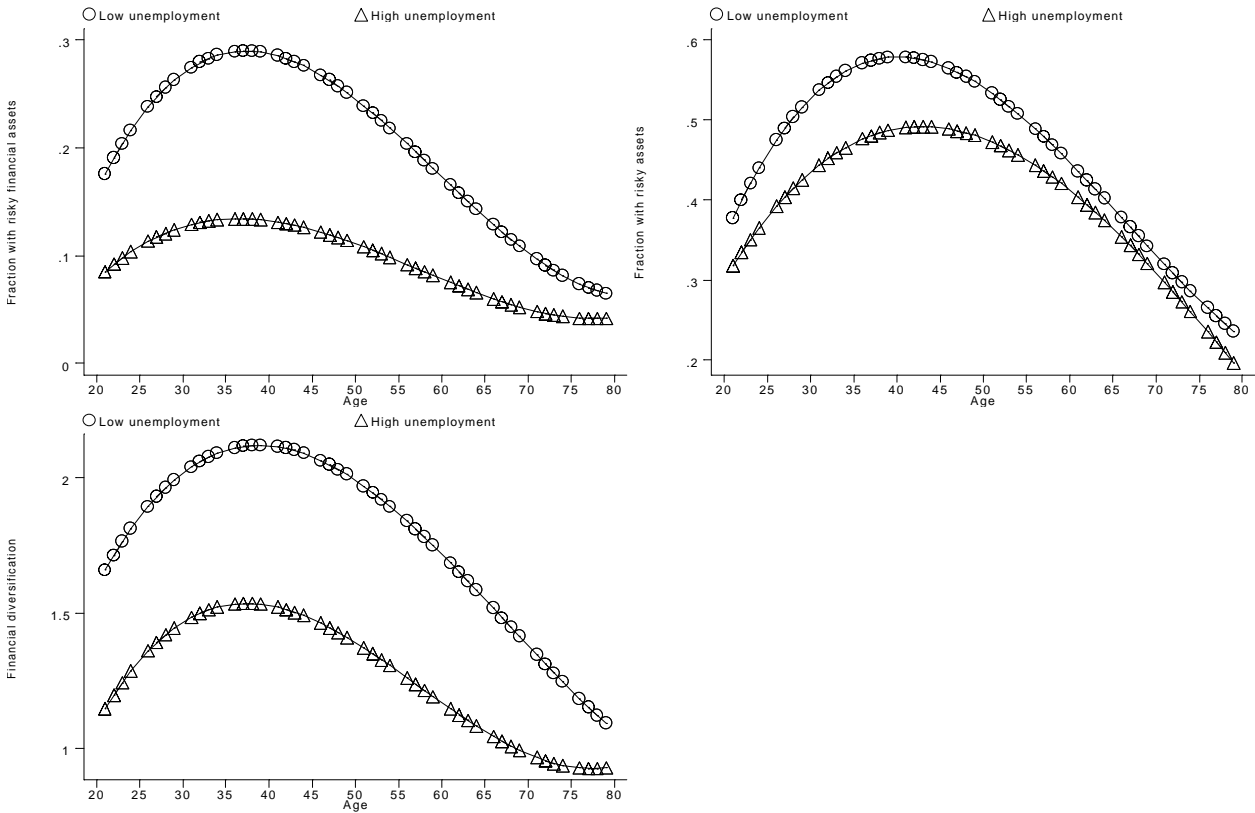 Low unemployment High unemployment
Fraction with risky financial assets
.3
.2
.1
0
20 25 30 35 40 45 50 55 60 65 70 75 80
Age
Low unemployment High unemployment
Fraction with risky assets
.6
.5
.4
.3
.2
20 25 30 35 40 45 50 55 60 65 70 75 80
Age
Low unemployment High unemployment
Financial diversification
2
1.5
1
20 25 30 35 40 45 50 55 60 65 70 75 80
Age